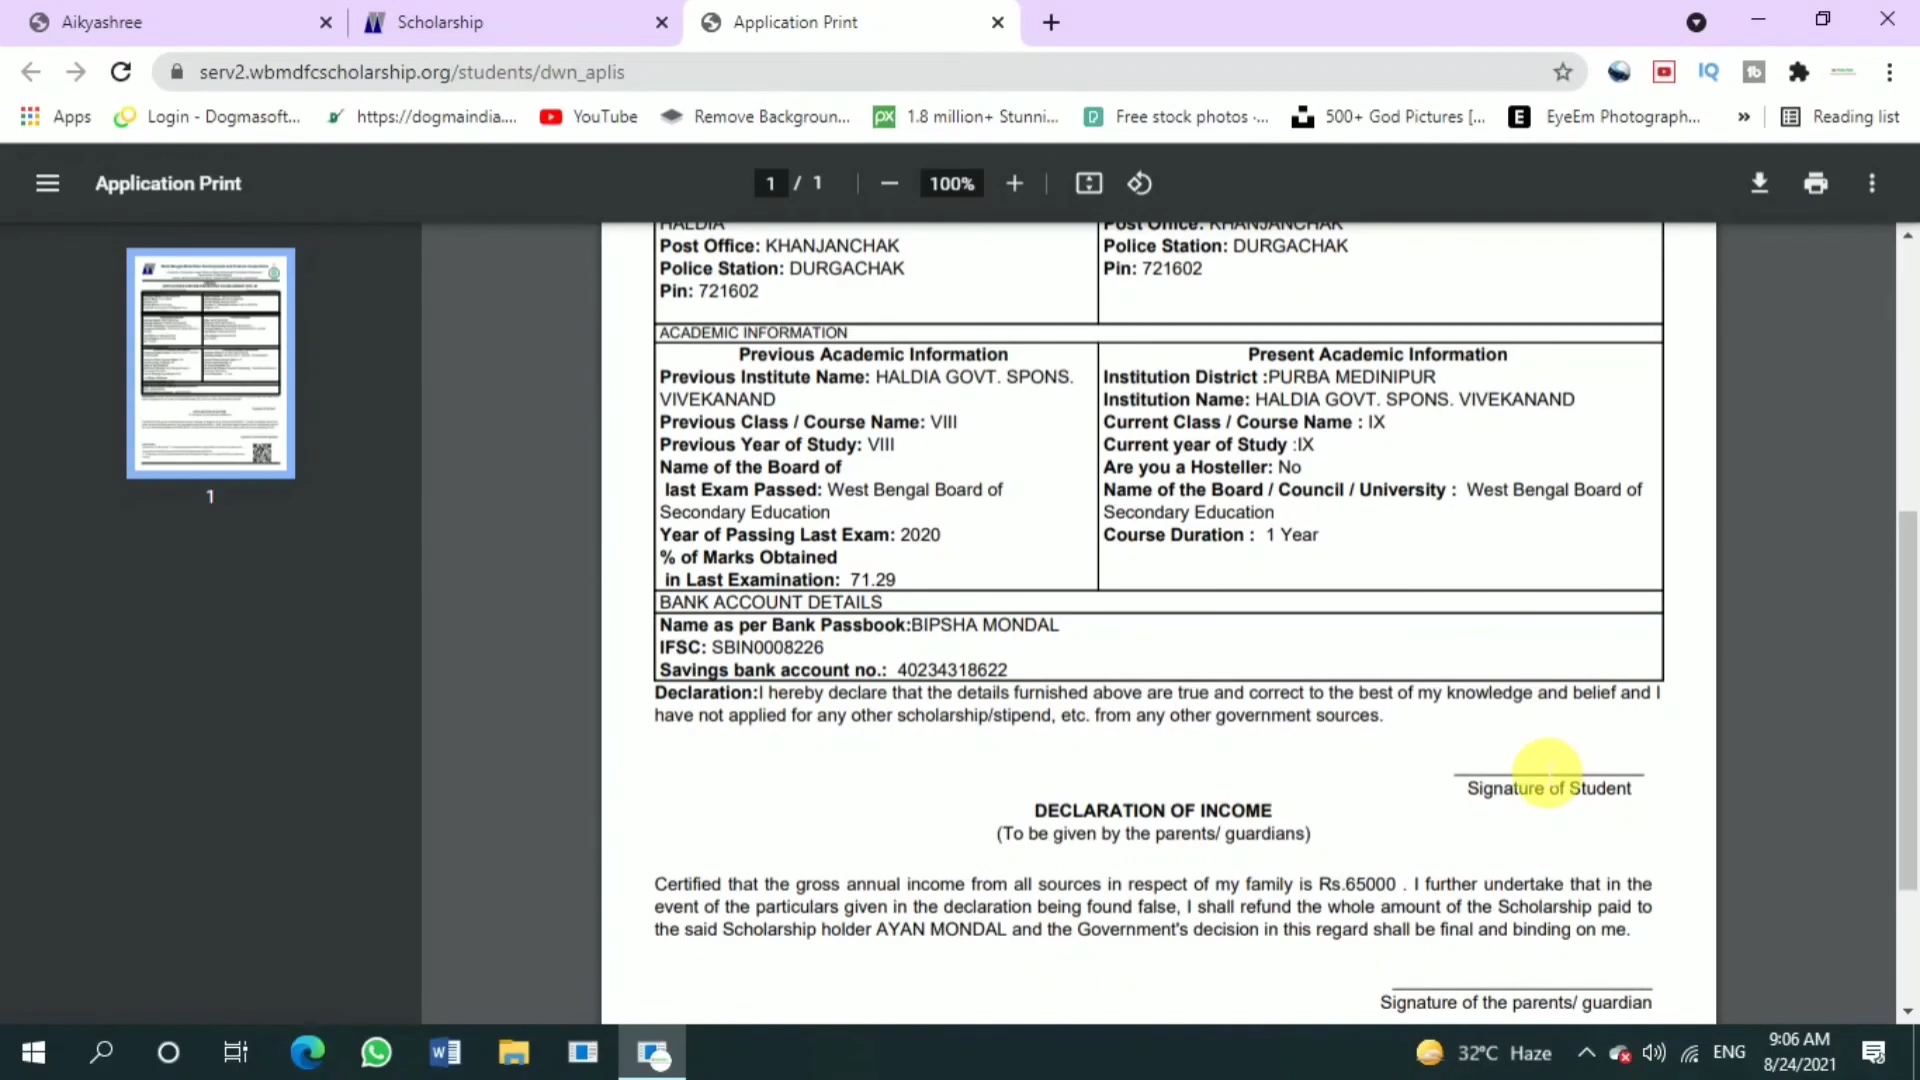 Aikyashree
Scholarship
Application Print
serv2.wbmdfcscholarship.org/students/dwn_aplis
IQ
Apps
Login - Dogmasoft...
https://dogmaindia....
YouTube
Remove Backgroun...
px
1.8 million+ Stunni...
Free stock photos ·...
500+ God Pictures [...
E
EyeEm Photograph...
»
Reading list
Application Print
1 / 1
100%
1
HALDIA
Post Office: KHANJANCHAK
Police Station: DURGACHAK
Pin: 721602
Post Office: KHANJANCHAK
Police Station: DURGACHAK
Pin: 721602
ACADEMIC INFORMATION
Previous Academic Information
Previous Institute Name: HALDIA GOVT. SPONS.
VIVEKANAND
Previous Class / Course Name: VIII
Previous Year of Study: VIII
Name of the Board of
last Exam Passed: West Bengal Board of
Secondary Education
Year of Passing Last Exam: 2020
% of Marks Obtained
in Last Examination: 71.29
Present Academic Information
Institution District :PURBA MEDINIPUR
Institution Name: HALDIA GOVT. SPONS. VIVEKANAND
Current Class / Course Name : IX
Current year of Study :IX
Are you a Hosteller: No
Name of the Board / Council / University : West Bengal Board of
Secondary Education
Course Duration : 1 Year
BANK ACCOUNT DETAILS
Name as per Bank Passbook:BIPSHA MONDAL
IFSC: SBIN0008226
Savings bank account no.: 40234318622
Declaration:I hereby declare that the details furnished above are true and correct to the best of my knowledge and belief and I
have not applied for any other scholarship/stipend, etc. from any other government sources.
Signature of Student
DECLARATION OF INCOME
(To be given by the parents/ guardians)
Certified that the gross annual income from all sources in respect of my family is Rs.65000 . I further undertake that in the
event of the particulars given in the declaration being found false, I shall refund the whole amount of the Scholarship paid to
the said Scholarship holder AYAN MONDAL and the Government's decision in this regard shall be final and binding on me.
Signature of the parents/ guardian
32°C Haze
ENG
9:06 AM
8/24/2021